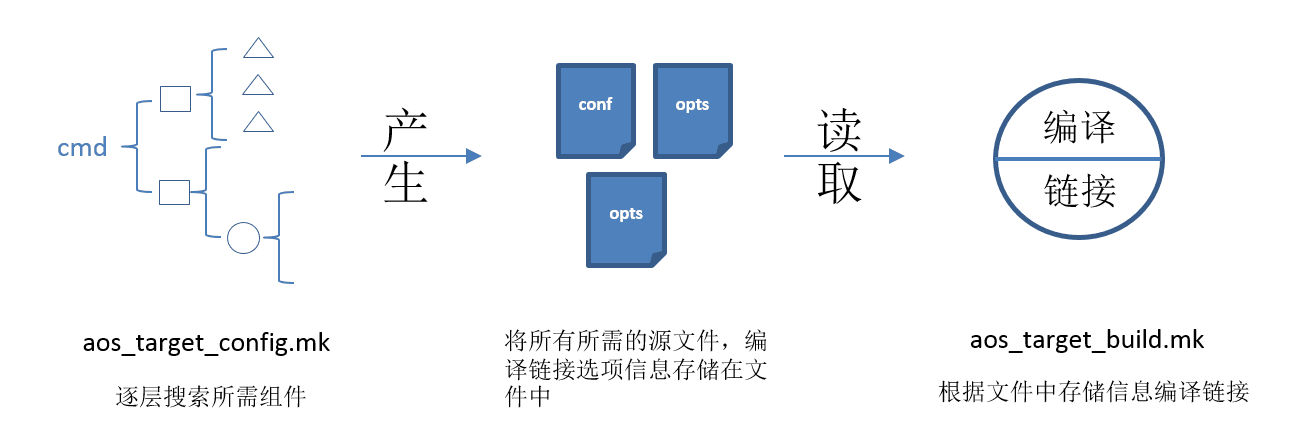 cmd
产
生
conf
opts
opts
读
取
编译
链接
aos_target_config.mk
逐层搜索所需组件
将所有所需的源文件，编
译链接选项信息存储在文
件中
aos_target_build.mk
根据文件中存储信息编译链接